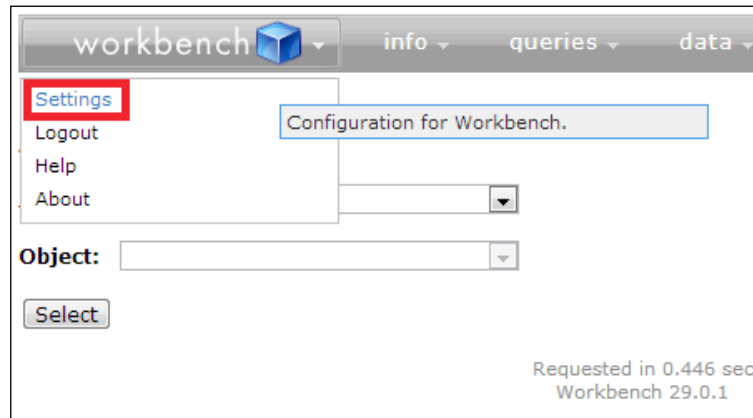 workbench info queries data
Settings
Configuration for Workbench.
Logout
Help
About
Object:
Select
Requested in 0.446 sec
Workbench 29.0.1